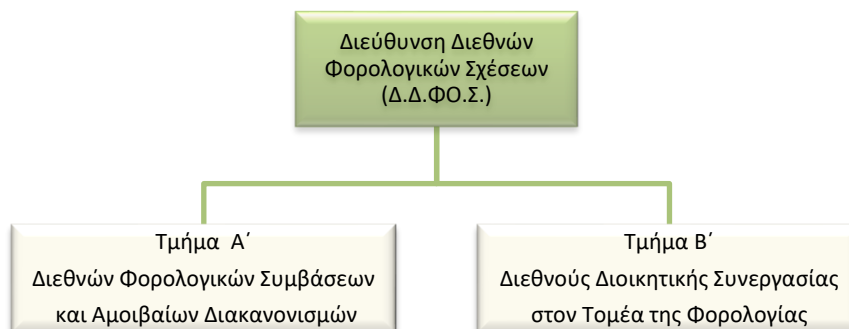 Διεύθυνση Διεθνών
Φορολογικών Σχέσεων
(Δ.Δ.ΦΟ.Σ.)
Τμήμα Α΄
Διεθνών Φορολογικών Συμβάσεων
και Αμοιβαίων Διακανονισμών
Τμήμα Β΄
Διεθνούς Διοικητικής Συνεργασίας
στον Τομέα της Φορολογίας